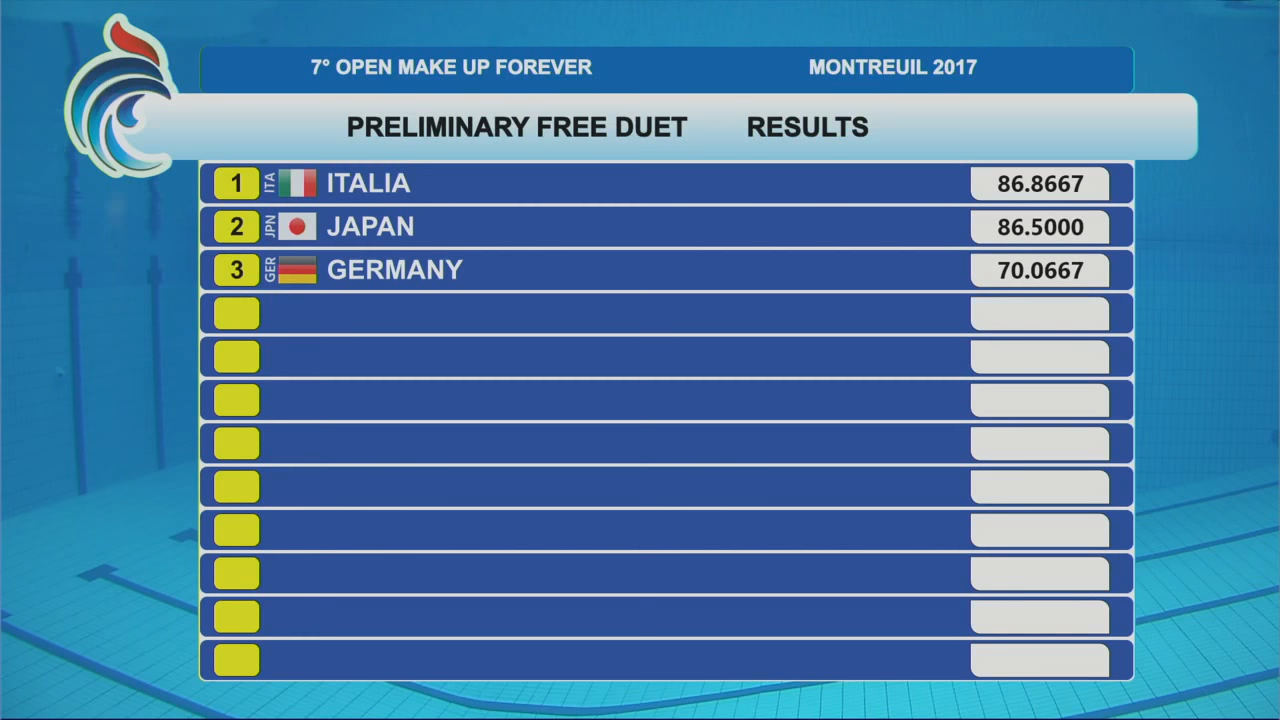 7° OPEN MAKE UP FOREVER MONTREUIL 2017
PRELIMINARY FREE DUET RESULTS
1 ITA ITALIA 86.8667
2 JPN JAPAN 86.5000
3 GER GERMANY 70.0667